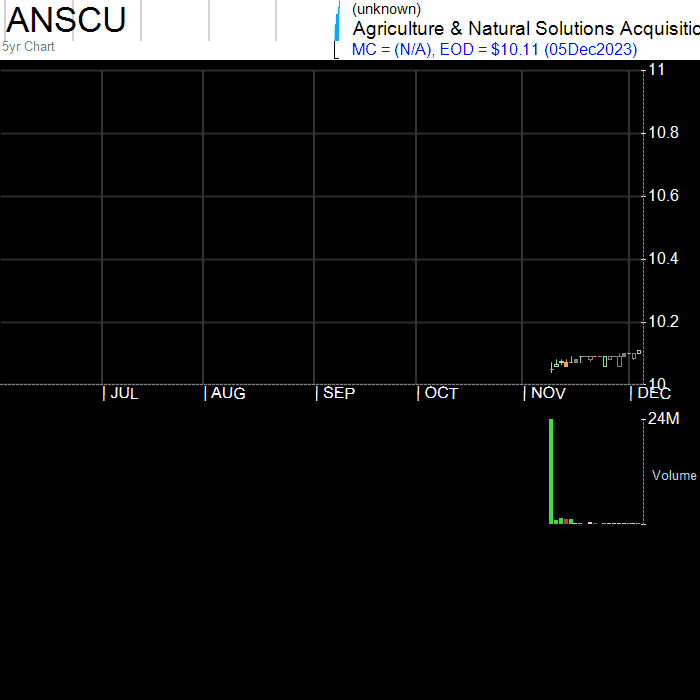 ANSCU
5yr Chart
(unknown)
Agriculture & Natural Solutions Acquisitio
MC = (N/A), EOD = $10.11 (05Dec2023)
11
10.8
10.6
10.4
10.2
10
JUL AUG SEP OCT NOV DEC
24M
Volume